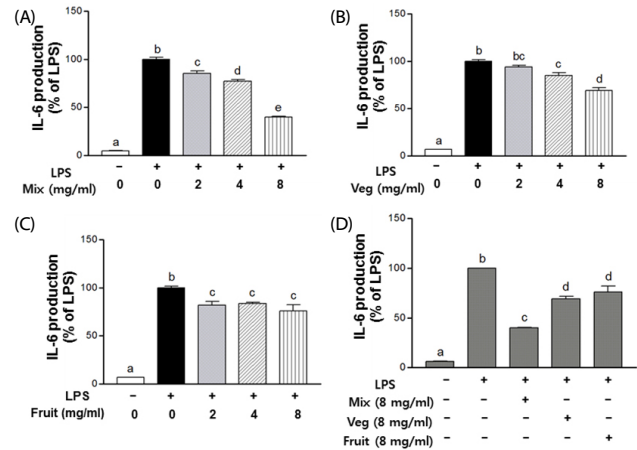 (A)
IL-6 production
(% of LPS)
150
100
50
0
a
b
c
d
e
LPS − + + + +
Mix (mg/ml) 0 0 2 4 8
(B)
IL-6 production
(% of LPS)
150
100
50
0
a
b
bc
c
d
LPS − + + + +
Veg (mg/ml) 0 0 2 4 8
(C)
IL-6 production
(% of LPS)
150
100
50
0
a
b
c
c
c
LPS − + + + +
Fruit (mg/ml) 0 0 2 4 8
(D)
IL-6 production
(% of LPS)
150
100
50
0
a
b
c
d
d
LPS − + + + +
Mix (8 mg/ml) − − + − −
Veg (8 mg/ml) − − − + −
Fruit (8 mg/ml) − − − − +